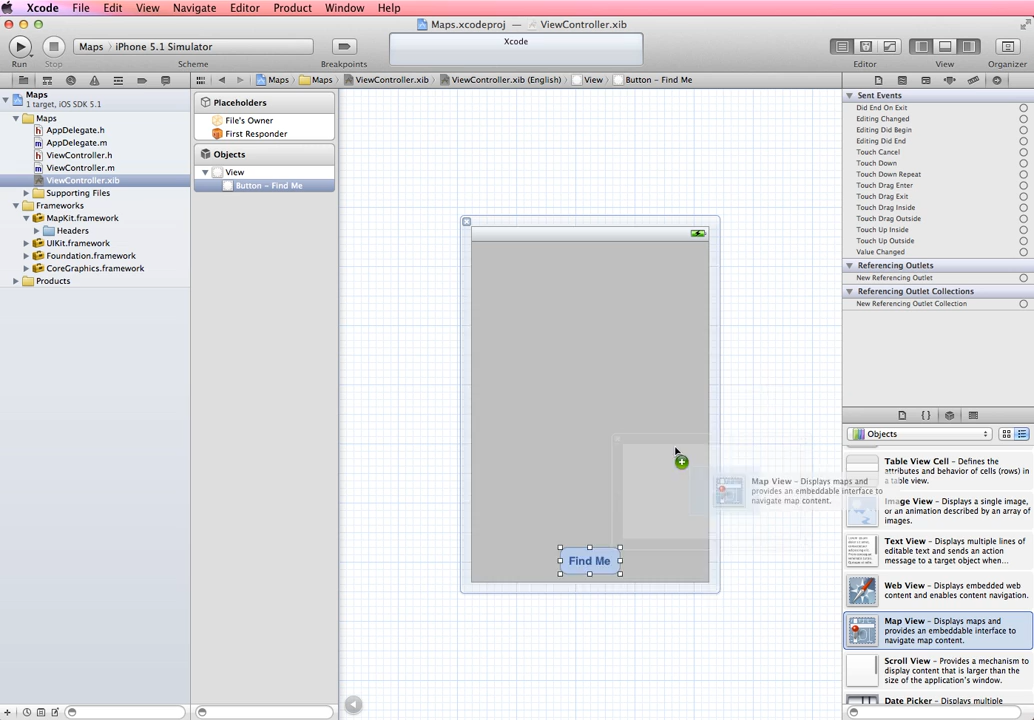 Xcode File Edit View Navigate Editor Product Window Help
Maps.xcodeproj — ViewController.xib
Maps iPhone 5.1 Simulator
Xcode
Run Stop Scheme Breakpoints Editor View Organizer
Maps Maps ViewController.xib ViewController.xib (English) View Button – Find Me
Maps
1 target, iOS SDK 5.1
Maps
AppDelegate.h
AppDelegate.m
ViewController.h
ViewController.m
ViewController.xib
Supporting Files
Frameworks
MapKit.framework
Headers
UIKit.framework
Foundation.framework
CoreGraphics.framework
Products
Placeholders
File's Owner
First Responder
Objects
View
Button – Find Me
Map View – Displays maps and
provides an embeddable interface to
navigate map content.
Find Me
Sent Events
Did End On Exit
Editing Changed
Editing Did Begin
Editing Did End
Touch Cancel
Touch Down
Touch Down Repeat
Touch Drag Enter
Touch Drag Exit
Touch Drag Inside
Touch Drag Outside
Touch Up Inside
Touch Up Outside
Value Changed
Referencing Outlets
New Referencing Outlet
Referencing Outlet Collections
New Referencing Outlet Collection
Objects
Table View Cell – Defines the
attributes and behavior of cells (rows) in
a table view.
Image View – Displays a single image,
or an animation described by an array of
images.
Text View – Displays multiple lines of
editable text and sends an action
message to a target object when…
Web View – Displays embedded web
content and enables content navigation.
Map View – Displays maps and
provides an embeddable interface to
navigate map content.
Scroll View – Provides a mechanism to
display content that is larger than the
size of the application's window.
Date Picker – Displays multiple